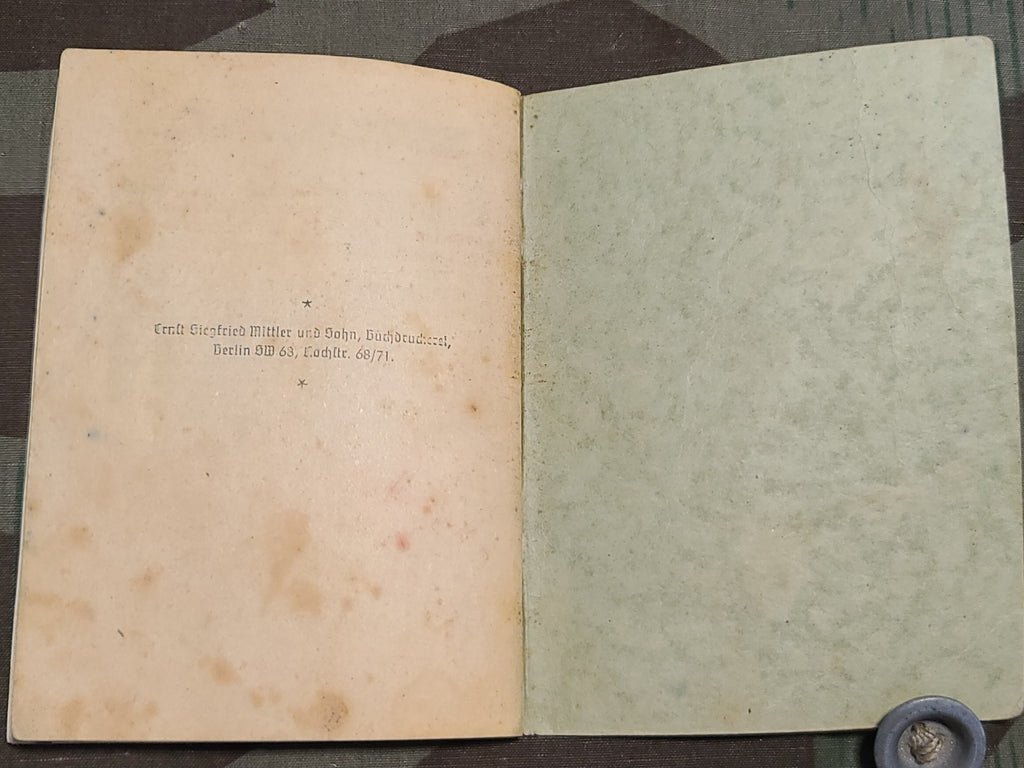 *
Ernst Siegfried Mittler und Sohn, Buchdruckerei,
Berlin SW 68, Kochstr. 68/71.
*